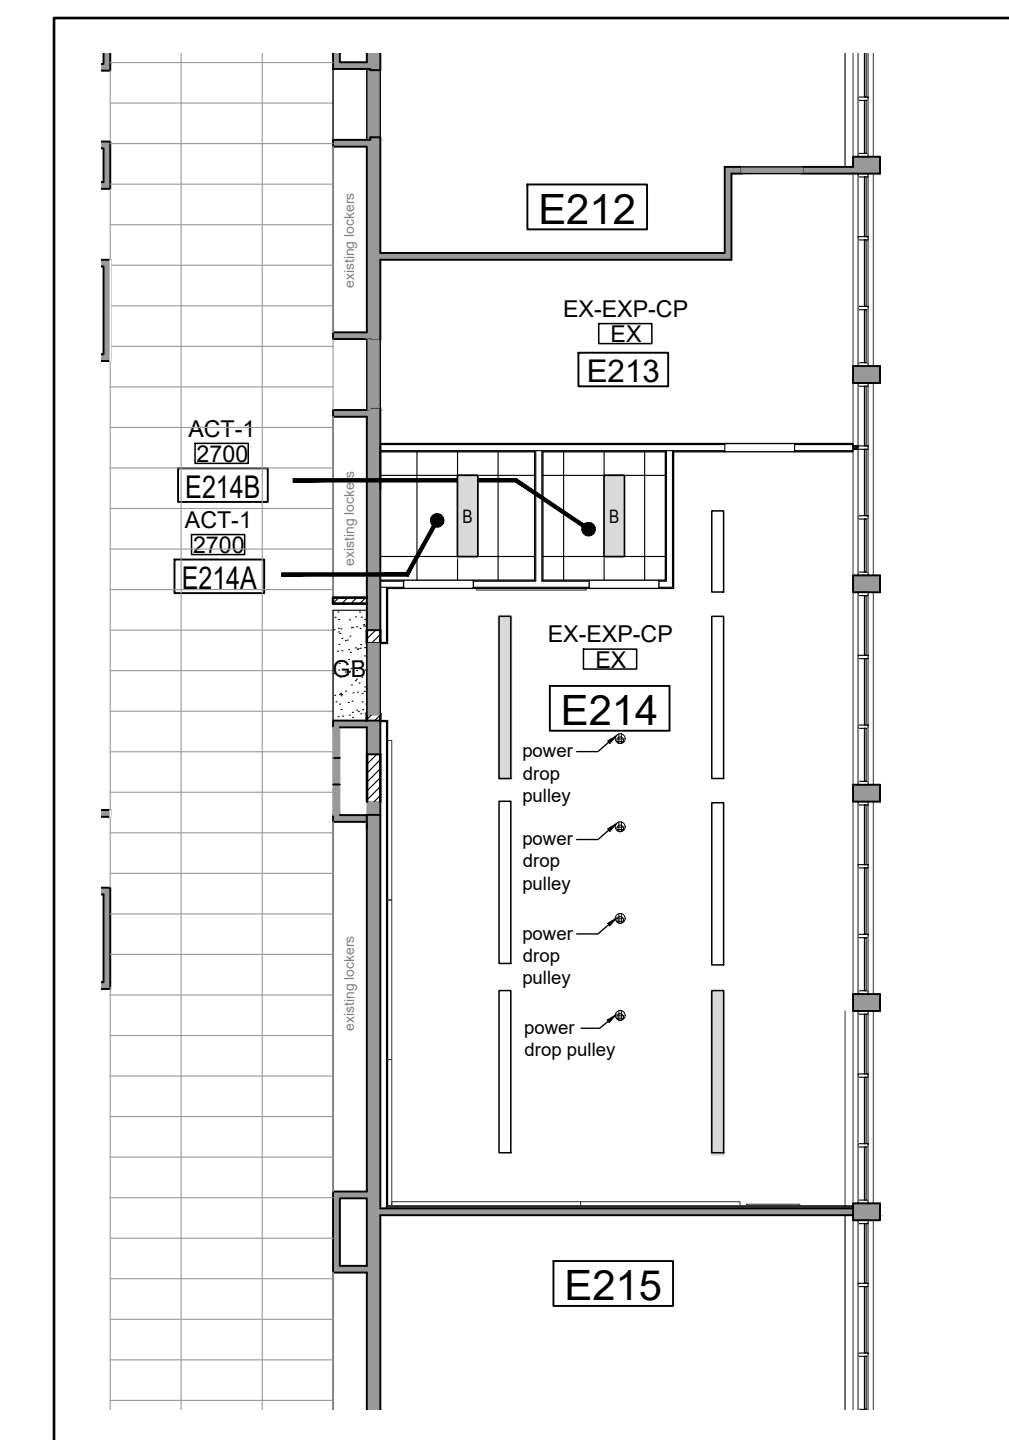 existing lockers
E212
EX-EXP-CP
EX
E213
ACT-1
2700
E214B
ACT-1
2700
E214A
existing lockers
B
B
GB
EX-EXP-CP
EX
E214
power
drop
pulley
power
drop
pulley
power
drop
pulley
power
drop pulley
existing lockers
E215